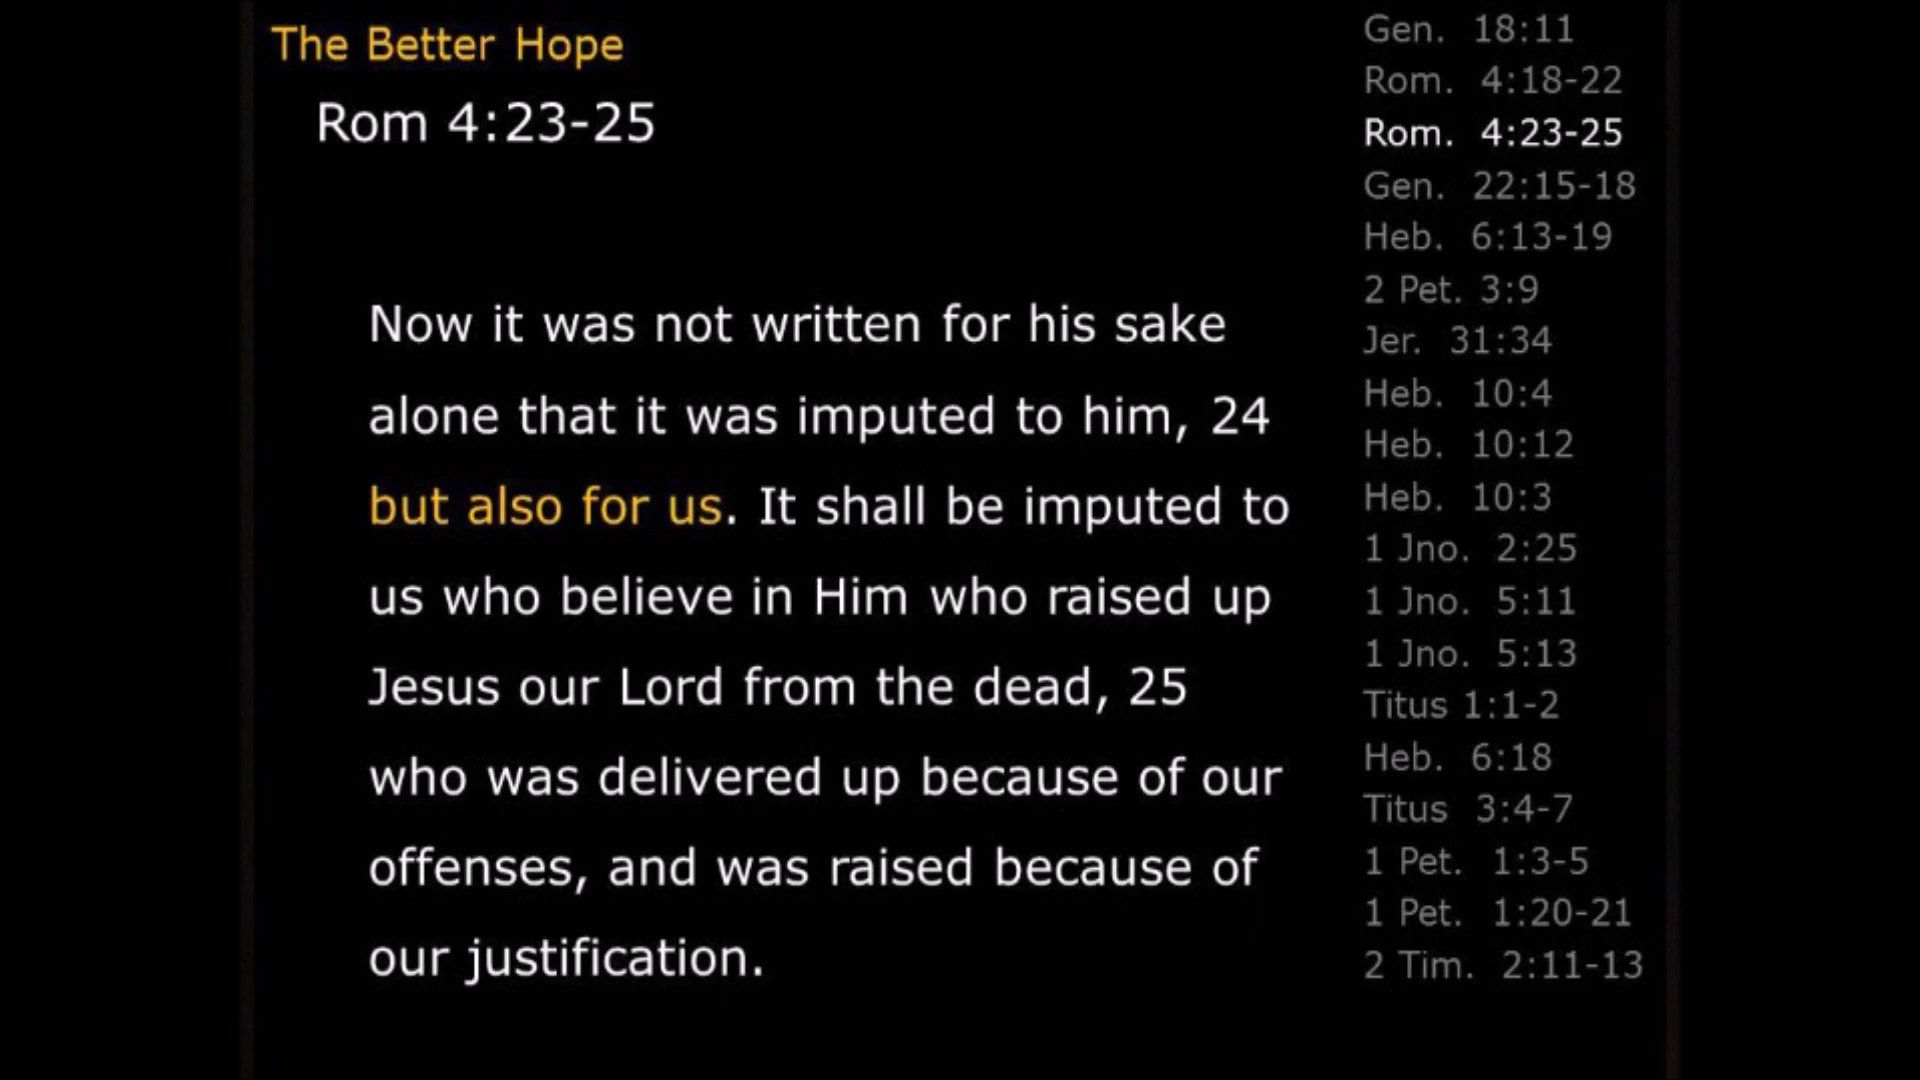 The Better Hope
Rom 4:23-25
Now it was not written for his sake
alone that it was imputed to him, 24
but also for us. It shall be imputed to
us who believe in Him who raised up
Jesus our Lord from the dead, 25
who was delivered up because of our
offenses, and was raised because of
our justification.
Gen. 18:11
Rom. 4:18-22
Rom. 4:23-25
Gen. 22:15-18
Heb. 6:13-19
2 Pet. 3:9
Jer. 31:34
Heb. 10:4
Heb. 10:12
Heb. 10:3
1 Jno. 2:25
1 Jno. 5:11
1 Jno. 5:13
Titus 1:1-2
Heb. 6:18
Titus 3:4-7
1 Pet. 1:3-5
1 Pet. 1:20-21
2 Tim. 2:11-13